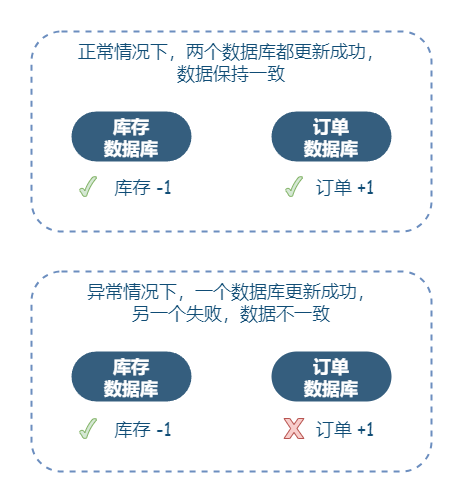 正常情况下，两个数据库都更新成功，
数据保持一致
库存
数据库
订单
数据库
库存 -1
订单 +1
异常情况下，一个数据库更新成功，
另一个失败，数据不一致
库存
数据库
订单
数据库
库存 -1
订单 +1